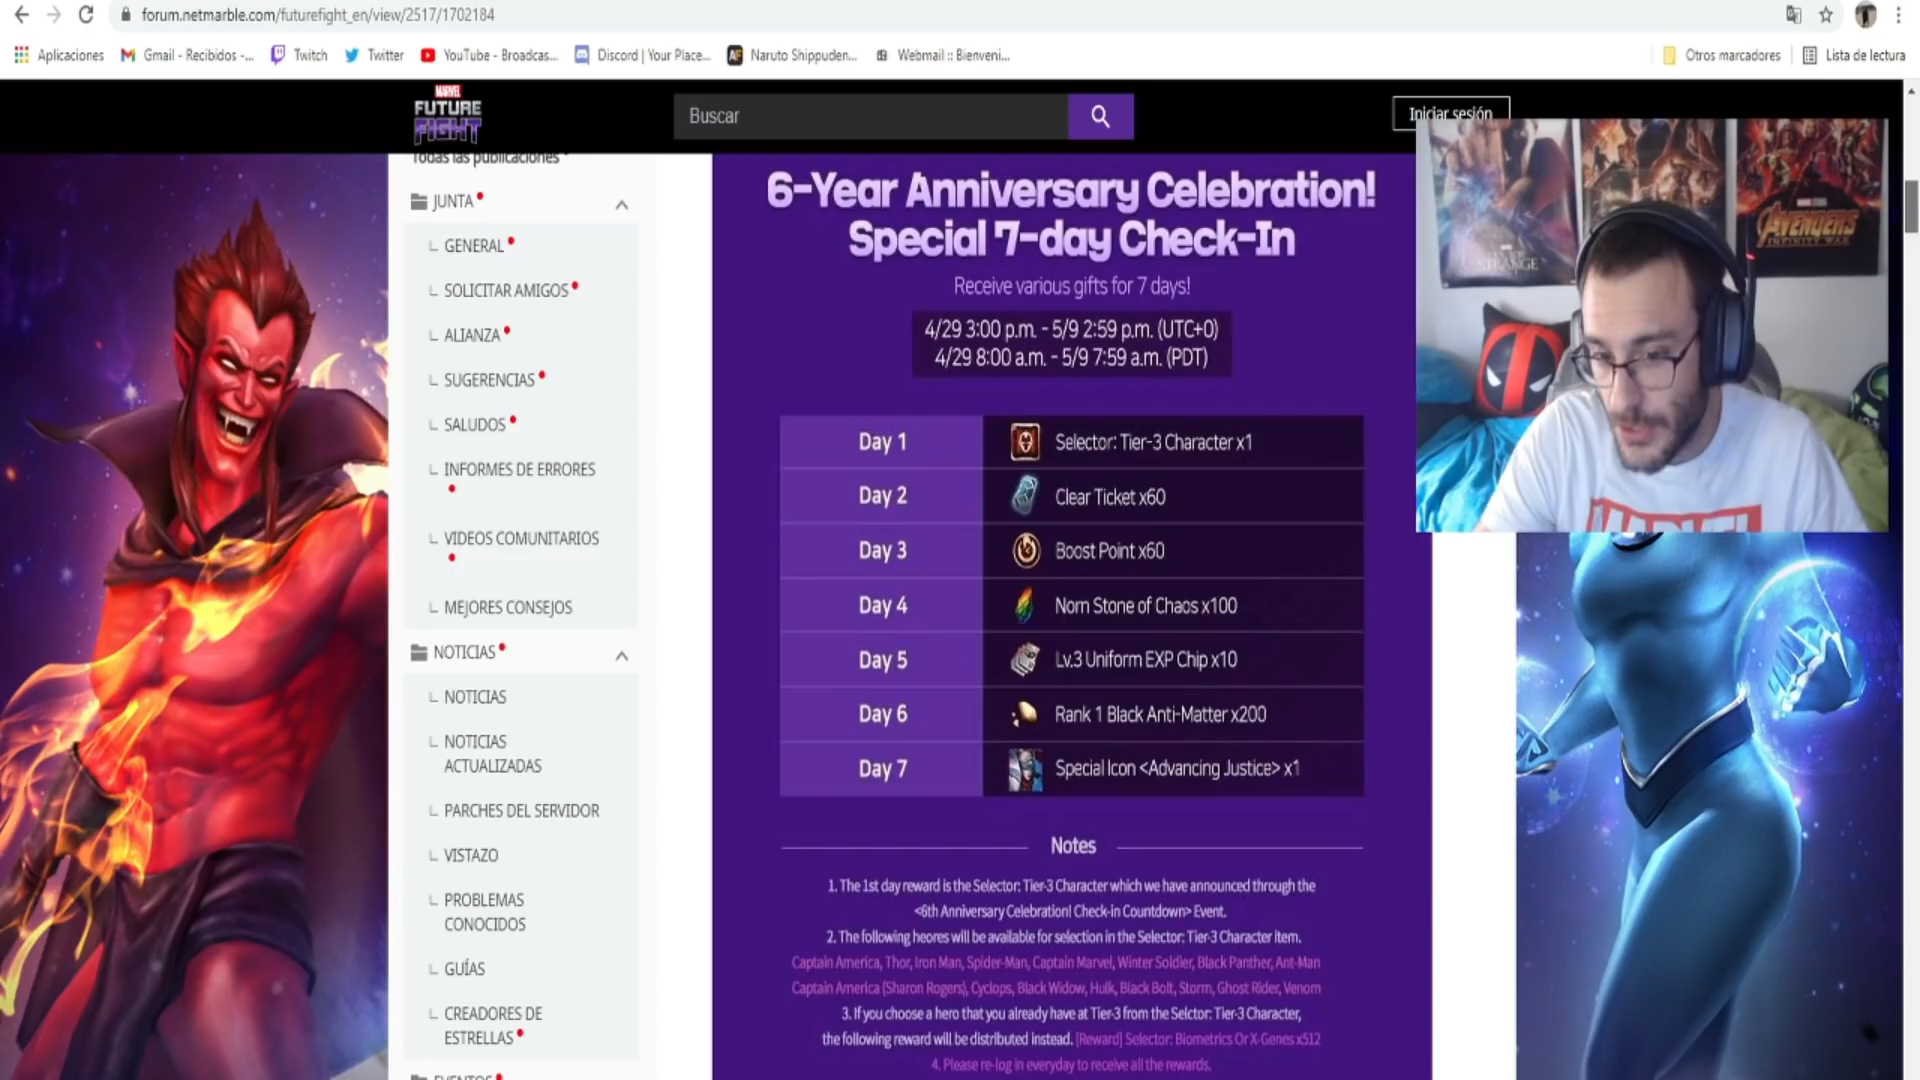 forum.netmarble.com/futurefight_en/view/2517/1702184
Aplicaciones
Gmail - Recibidos -...
Twitch
Twitter
YouTube - Broadcas...
Discord | Your Place...
Naruto Shippuden...
Webmail :: Bienveni...
Otros marcadores
Lista de lectura
MARVEL
FUTURE
FIGHT
Buscar
Iniciar sesión
Todas las publicaciones
JUNTA
GENERAL
SOLICITAR AMIGOS
ALIANZA
SUGERENCIAS
SALUDOS
INFORMES DE ERRORES
VIDEOS COMUNITARIOS
MEJORES CONSEJOS
NOTICIAS
NOTICIAS
NOTICIAS
ACTUALIZADAS
PARCHES DEL SERVIDOR
VISTAZO
PROBLEMAS
CONOCIDOS
GUÍAS
CREADORES DE
ESTRELLAS
EVENTOS
6-Year Anniversary Celebration!
Special 7-day Check-In
Receive various gifts for 7 days!
4/29 3:00 p.m. - 5/9 2:59 p.m. (UTC+0)
4/29 8:00 a.m. - 5/9 7:59 a.m. (PDT)
Day 1 Selector: Tier-3 Character x1
Day 2 Clear Ticket x60
Day 3 Boost Point x60
Day 4 Norn Stone of Chaos x100
Day 5 Lv.3 Uniform EXP Chip x10
Day 6 Rank 1 Black Anti-Matter x200
Day 7 Special Icon <Advancing Justice> x1
Notes
1. The 1st day reward is the Selector: Tier-3 Character which we have announced through the
<6th Anniversary Celebration! Check-in Countdown> Event.
2. The following heores will be available for selection in the Selector: Tier-3 Character item.
Captain America, Thor, Iron Man, Spider-Man, Captain Marvel, Winter Soldier, Black Panther, Ant-Man
Captain America (Sharon Rogers), Cyclops, Black Widow, Hulk, Black Bolt, Storm, Ghost Rider, Venom
3. If you choose a hero that you already have at Tier-3 from the Selctor: Tier-3 Character,
the following reward will be distributed instead. [Reward] Selector: Biometrics Or X-Genes x512
4. Please re-log in everyday to receive all the rewards.
STRANGE
AVENGERS
INFINITY WAR
MARVEL